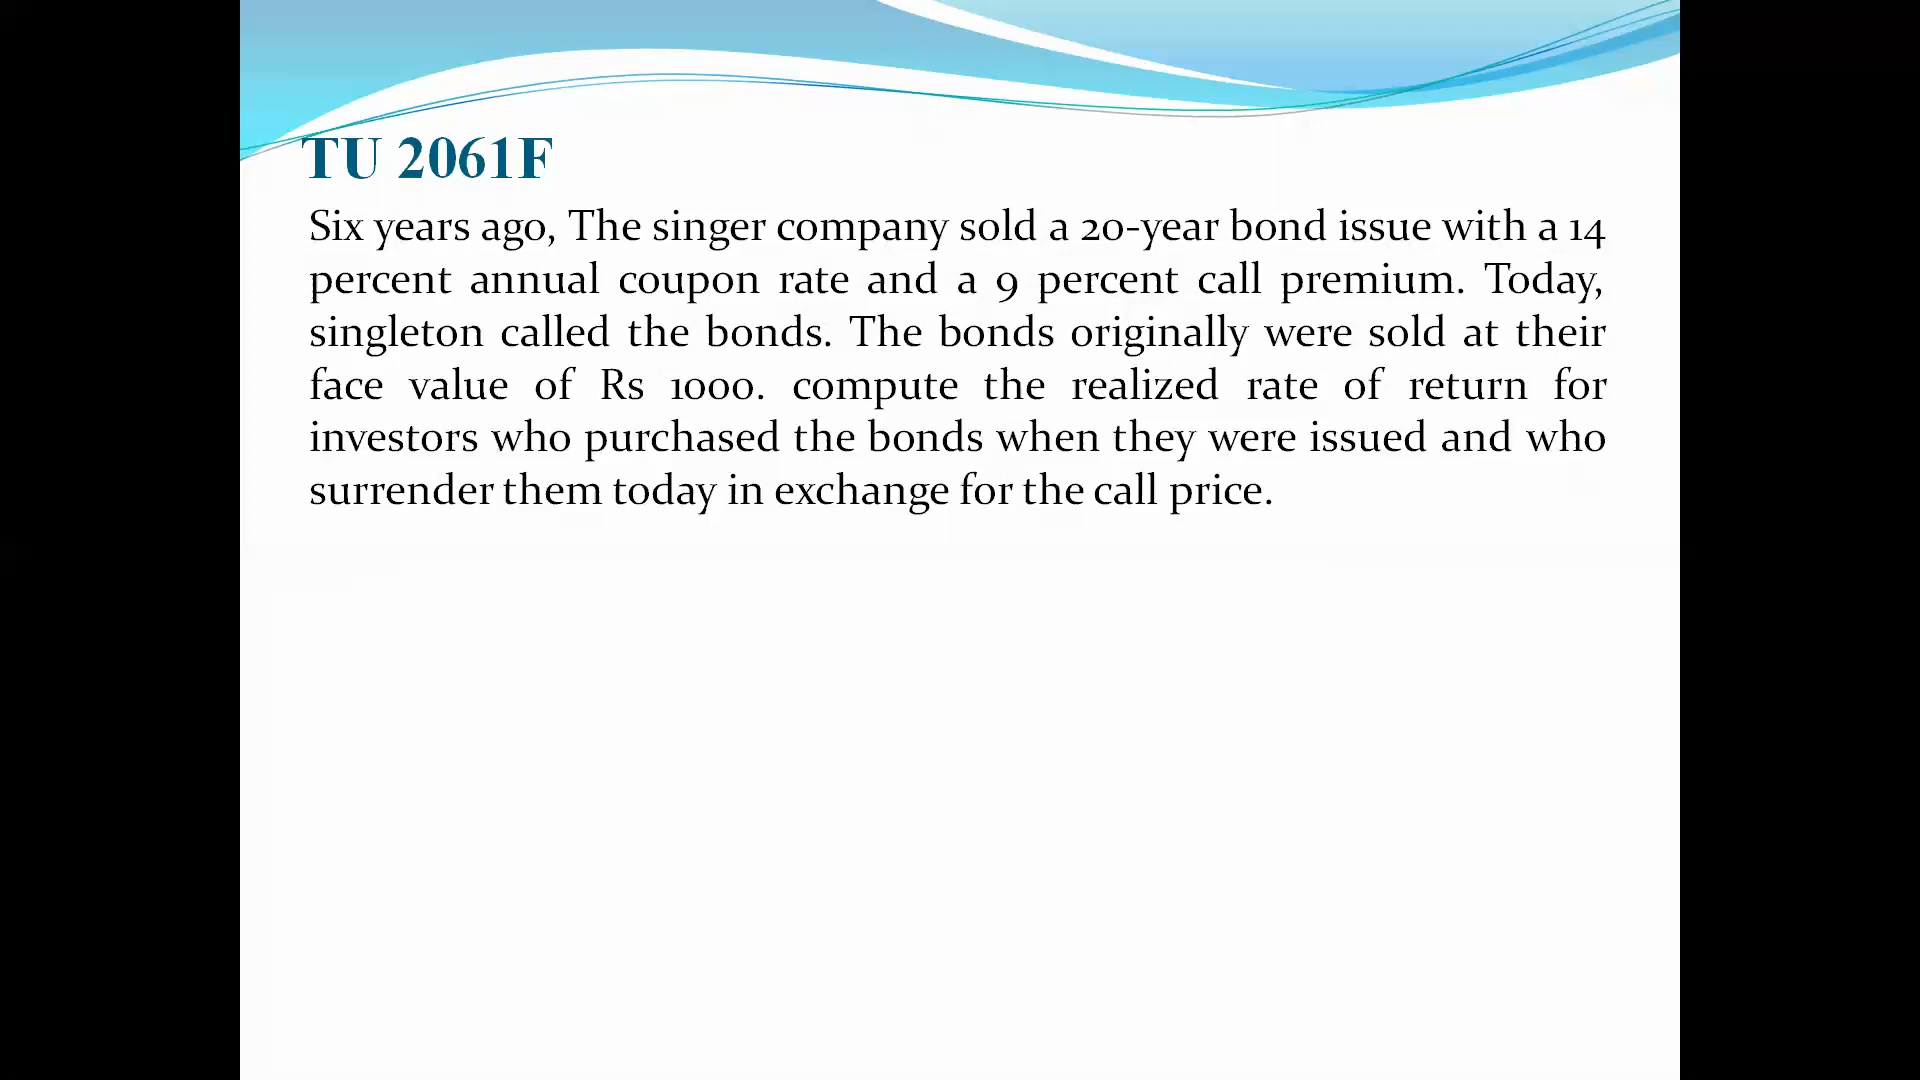 TU 2061F
Six years ago, The singer company sold a 20-year bond issue with a 14
percent annual coupon rate and a 9 percent call premium. Today,
singleton called the bonds. The bonds originally were sold at their
face value of Rs 1000. compute the realized rate of return for
investors who purchased the bonds when they were issued and who
surrender them today in exchange for the call price.